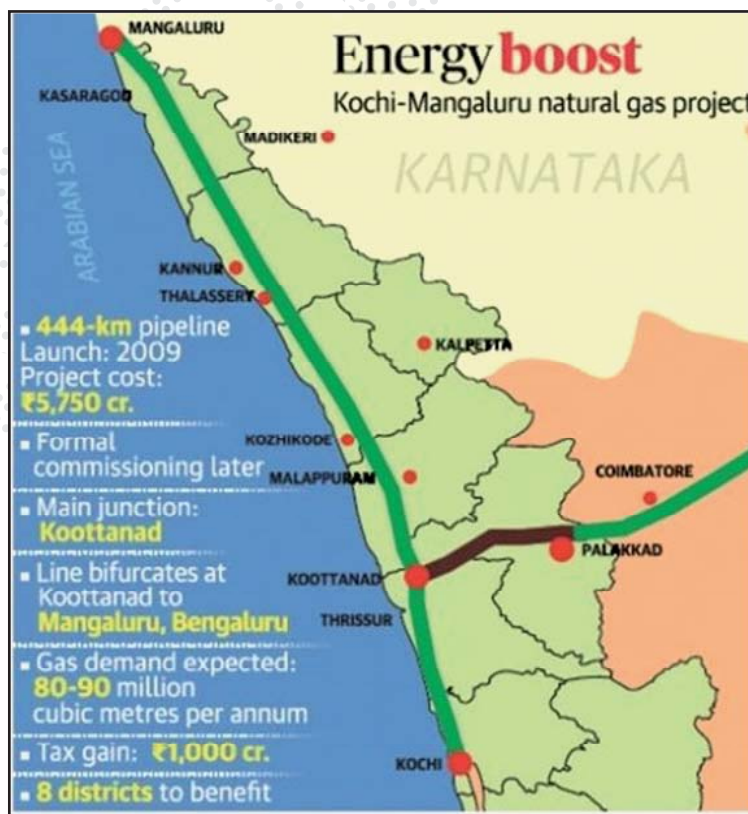 MANGALURU
Energy boost
Kochi-Mangaluru natural gas project
KASARAGOD
MADIKERI
KARNATAKA
ARABIAN SEA
KANNUR
THALASSERY
▪ 444-km pipeline
Launch: 2009
Project cost:
₹5,750 cr.
KALPETTA
▪ Formal
commissioning later
KOZHIKODE
MALAPPURAM
COIMBATORE
▪ Main junction:
Koottanad
PALAKKAD
KOOTTANAD
▪ Line bifurcates at
Koottanad to
Mangaluru, Bengaluru
THRISSUR
▪ Gas demand expected:
80-90 million
cubic metres per annum
▪ Tax gain: ₹1,000 cr.
KOCHI
▪ 8 districts to benefit